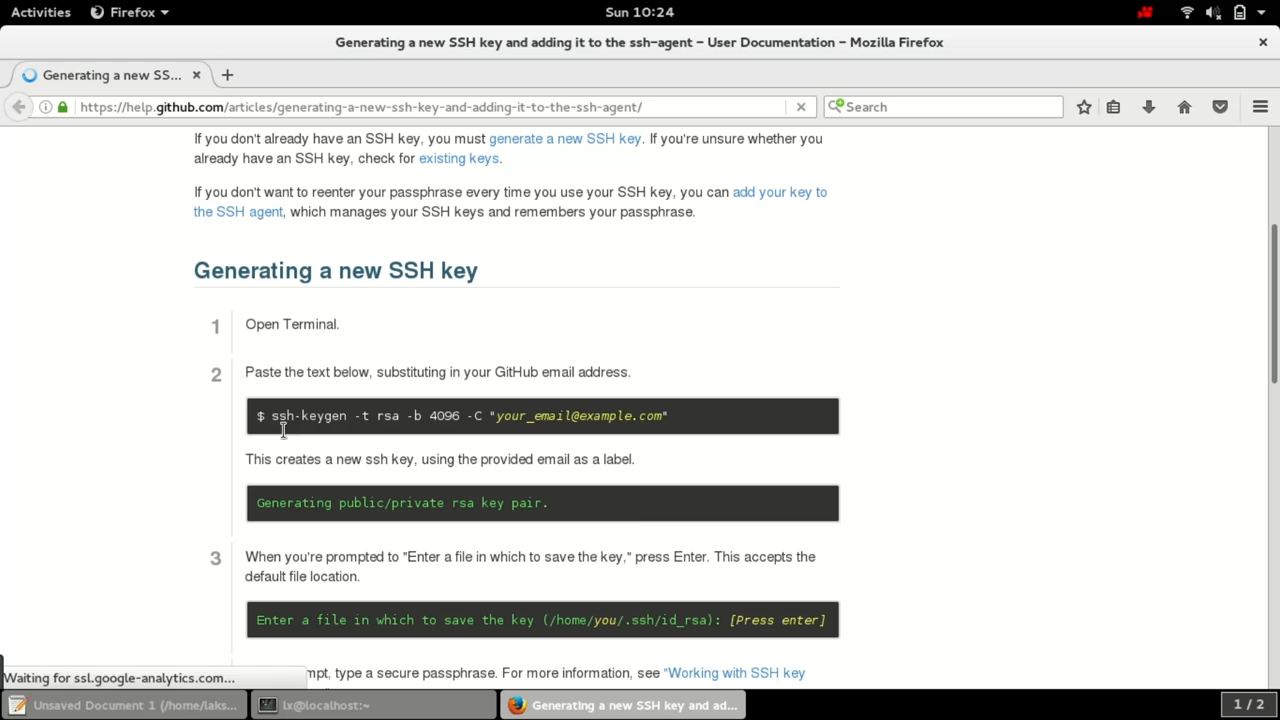 Activities Firefox Sun 10:24
Generating a new SSH key and adding it to the ssh-agent – User Documentation – Mozilla Firefox
Generating a new SS...
https://help.github.com/articles/generating-a-new-ssh-key-and-adding-it-to-the-ssh-agent/ Search
If you don't already have an SSH key, you must generate a new SSH key. If you're unsure whether you
already have an SSH key, check for existing keys.
If you don't want to reenter your passphrase every time you use your SSH key, you can add your key to
the SSH agent, which manages your SSH keys and remembers your passphrase.
Generating a new SSH key
1 Open Terminal.
2 Paste the text below, substituting in your GitHub email address.
$ ssh-keygen -t rsa -b 4096 -C "your_email@example.com"
This creates a new ssh key, using the provided email as a label.
Generating public/private rsa key pair.
3 When you're prompted to "Enter a file in which to save the key," press Enter. This accepts the
default file location.
Enter a file in which to save the key (/home/you/.ssh/id_rsa): [Press enter]
type a secure passphrase. For more information, see "Working with SSH key
Waiting for ssl.google-analytics.com...
Unsaved Document 1 (/home/laks... lx@localhost:~ Generating a new SSH key and ad... 1 / 2